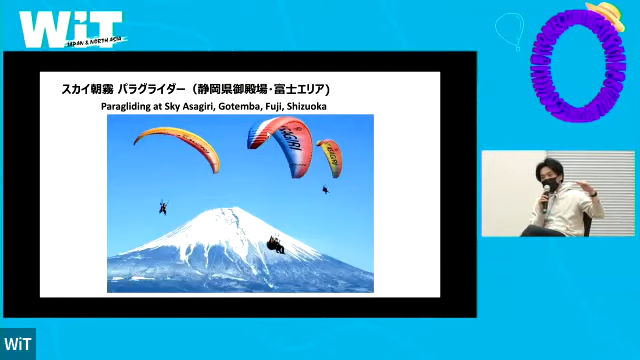 WiT
JAPAN & NORTH ASIA
スカイ朝霧 パラグライダー（静岡県御殿場・富士エリア)
Paragliding at Sky Asagiri, Gotemba, Fuji, Shizuoka
ASAGIRI
WiT